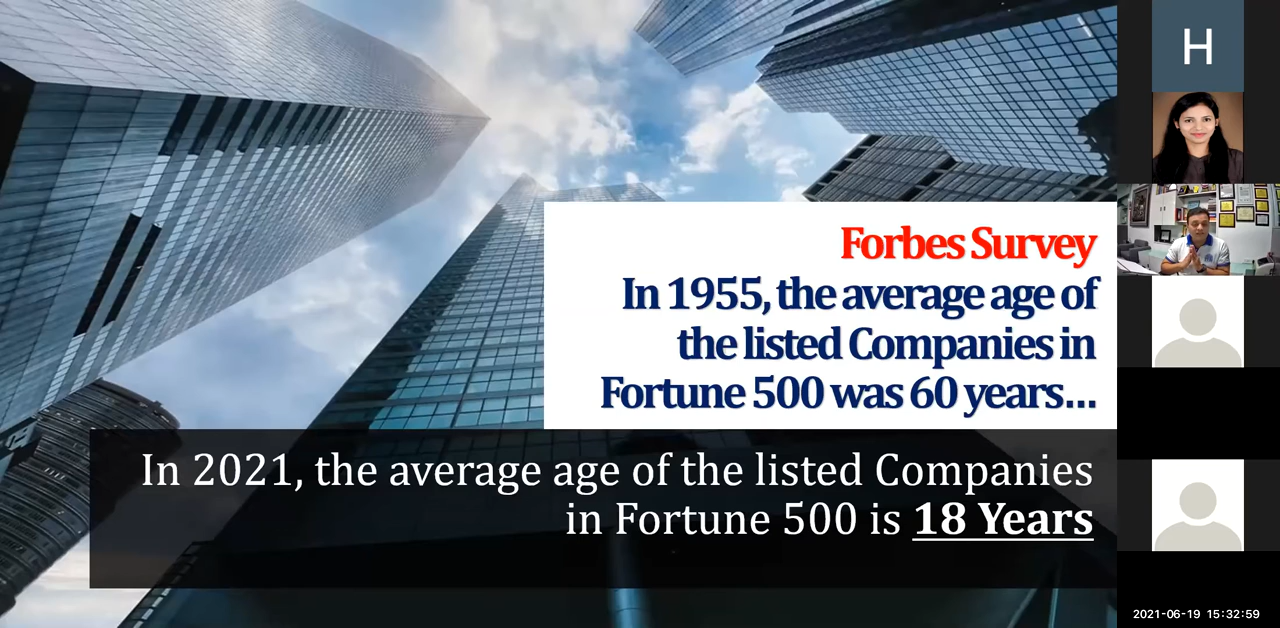 Forbes Survey
In 1955, the average age of
the listed Companies in
Fortune 500 was 60 years...
In 2021, the average age of the listed Companies
in Fortune 500 is 18 Years
H
2021-06-19 15:32:59